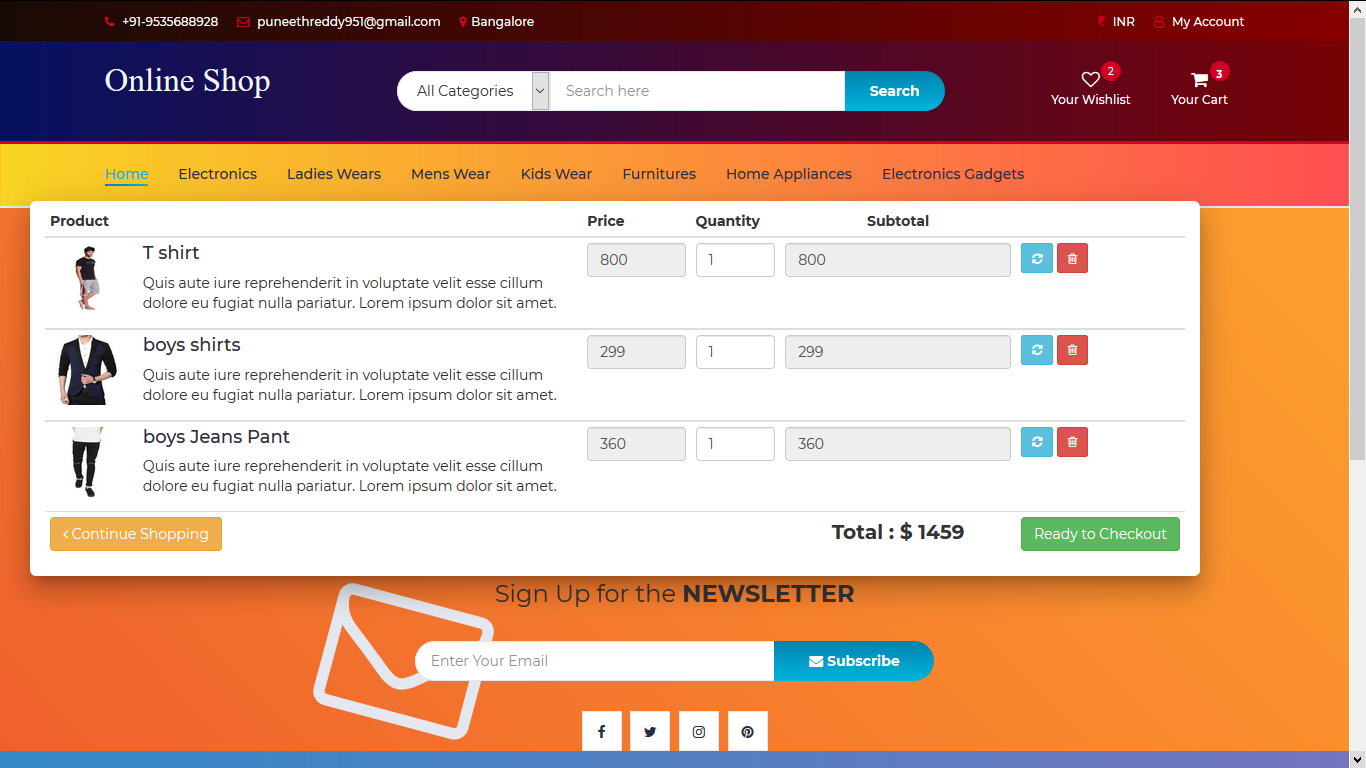 +91-9535688928 puneethreddy951@gmail.com Bangalore ₹ INR My Account
Online Shop
All Categories Search here Search
2
Your Wishlist
3
Your Cart
Home Electronics Ladies Wears Mens Wear Kids Wear Furnitures Home Appliances Electronics Gadgets
Product Price Quantity Subtotal
T shirt
Quis aute iure reprehenderit in voluptate velit esse cillum
dolore eu fugiat nulla pariatur. Lorem ipsum dolor sit amet.
800 1 800
boys shirts
Quis aute iure reprehenderit in voluptate velit esse cillum
dolore eu fugiat nulla pariatur. Lorem ipsum dolor sit amet.
299 1 299
boys Jeans Pant
Quis aute iure reprehenderit in voluptate velit esse cillum
dolore eu fugiat nulla pariatur. Lorem ipsum dolor sit amet.
360 1 360
Continue Shopping Total : $ 1459 Ready to Checkout
Sign Up for the NEWSLETTER
Enter Your Email Subscribe